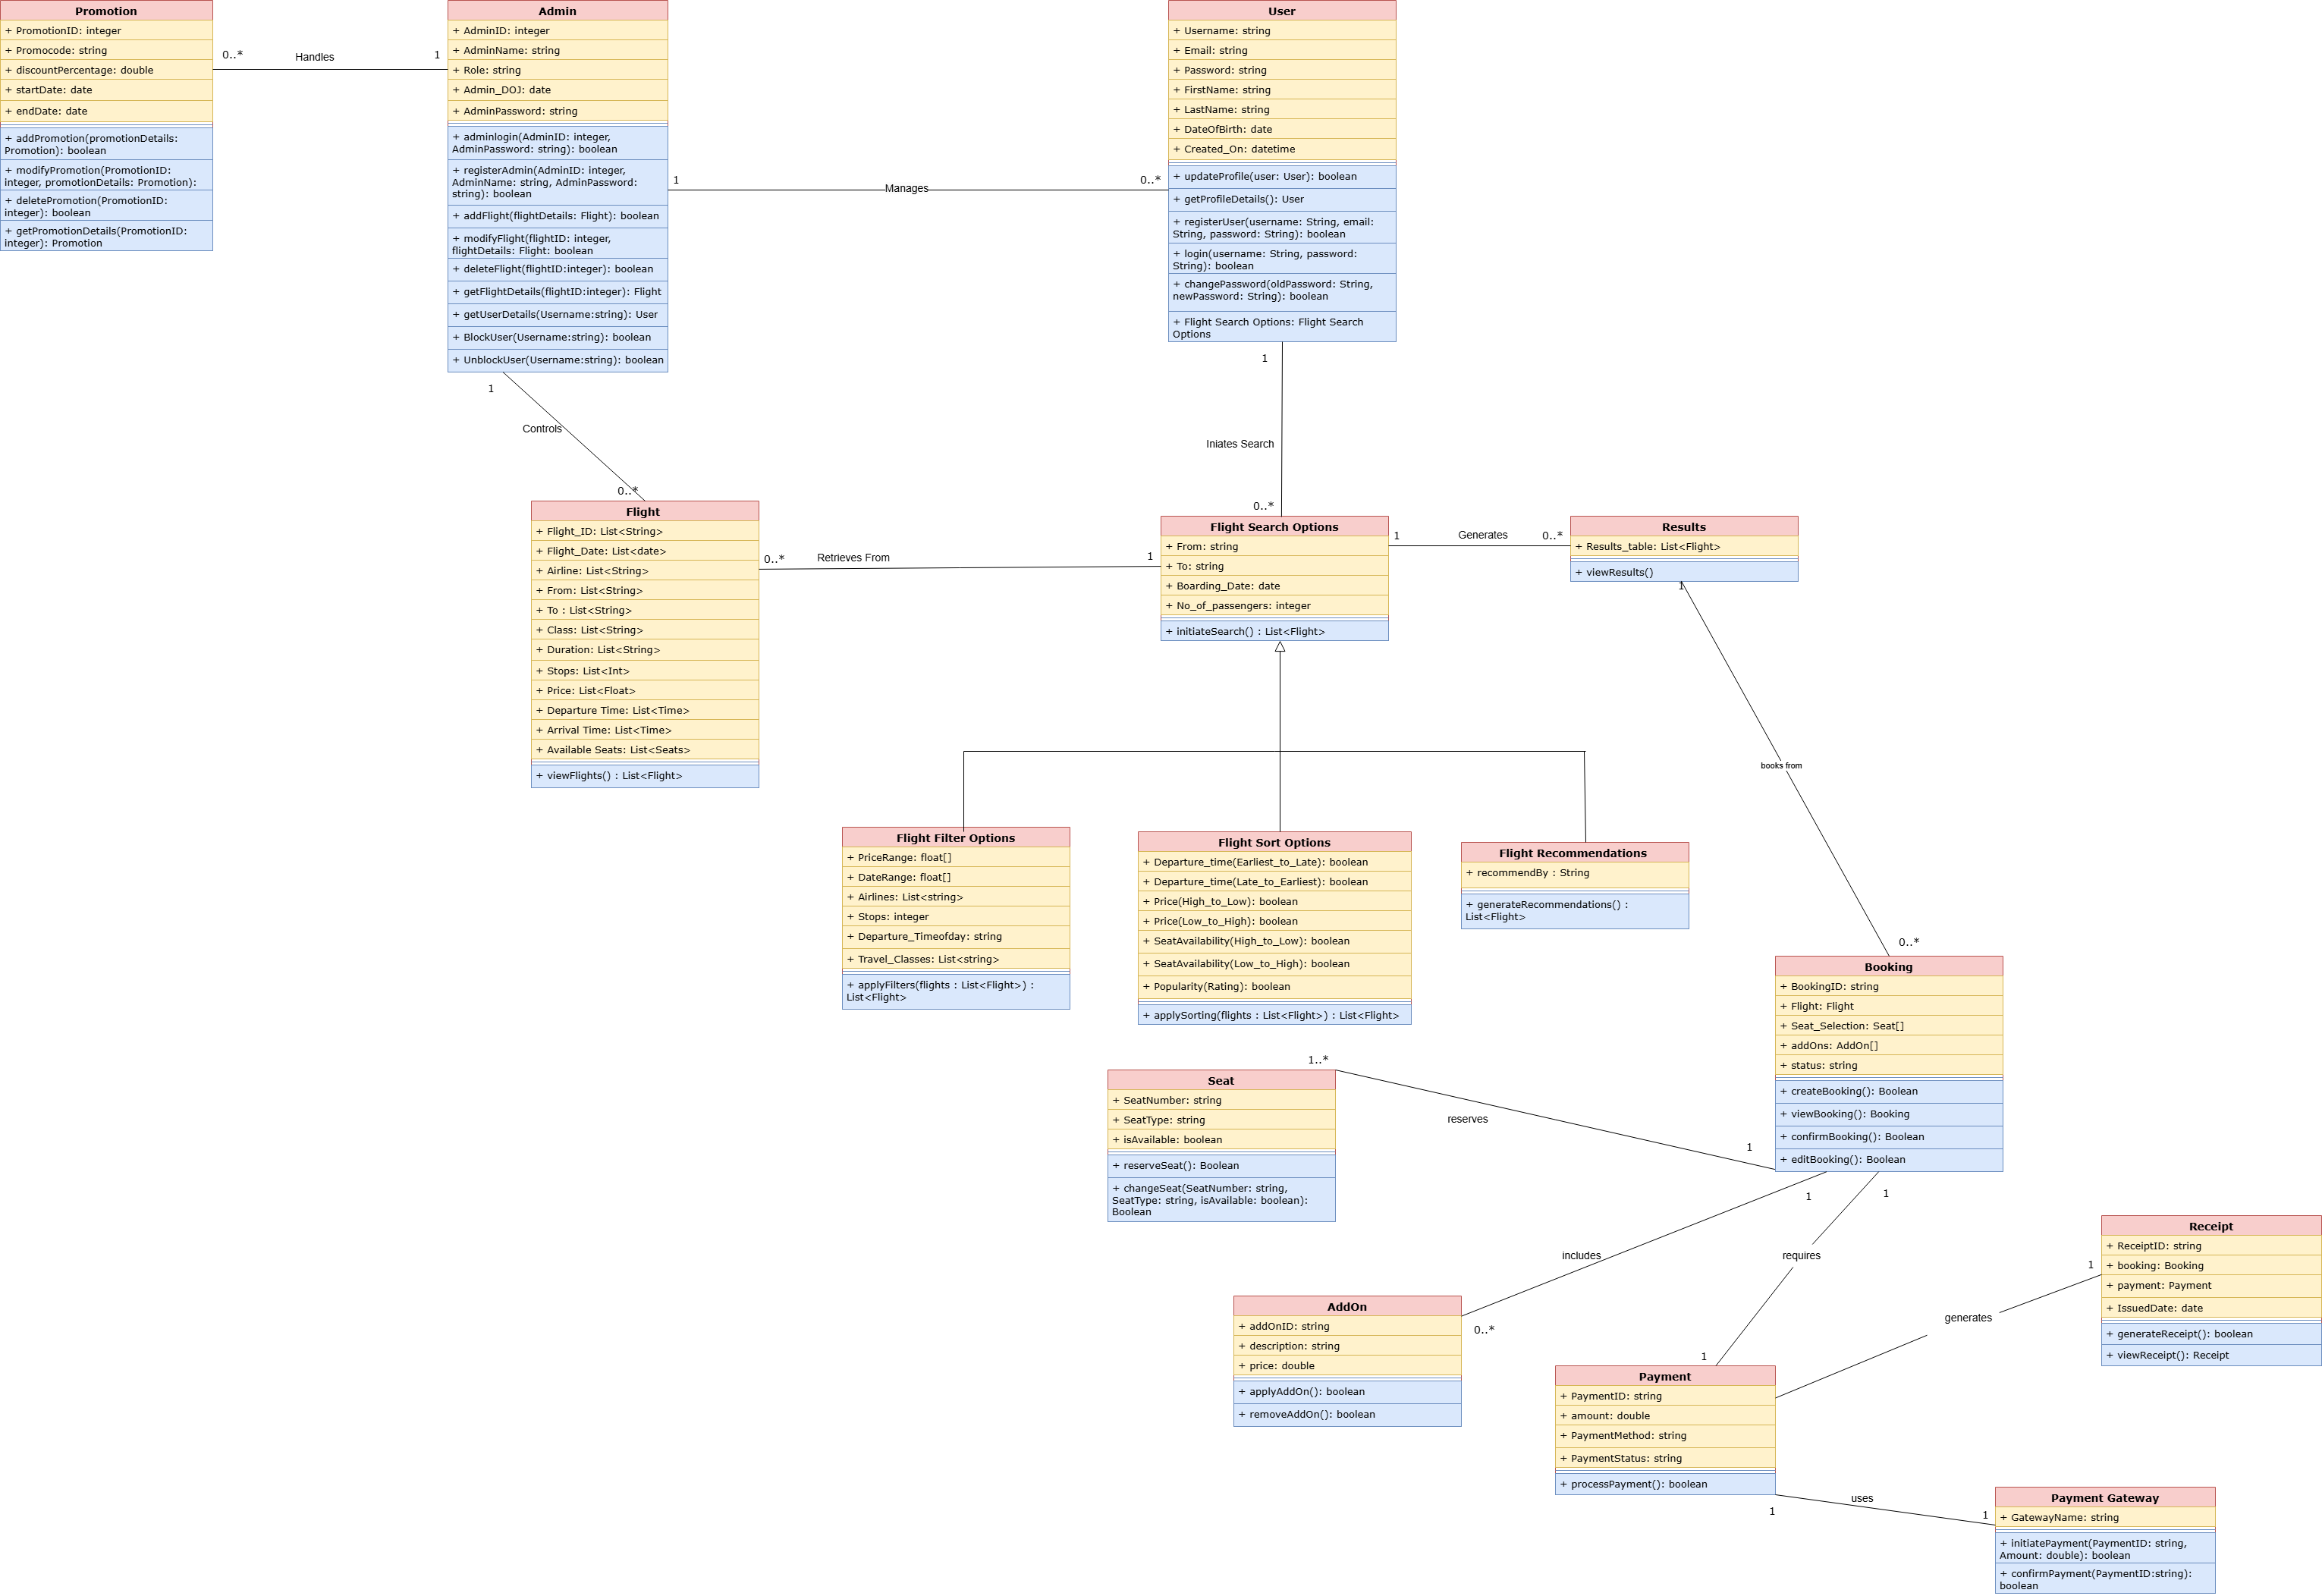 Promotion
+ PromotionID: integer
+ Promocode: string
+ discountPercentage: double
+ startDate: date
+ endDate: date
+ addPromotion(promotionDetails:
Promotion): boolean
+ modifyPromotion(PromotionID:
integer, promotionDetails: Promotion):
+ deletePromotion(PromotionID:
integer): boolean
+ getPromotionDetails(PromotionID:
integer): Promotion
0..*
Handles
1
Admin
+ AdminID: integer
+ AdminName: string
+ Role: string
+ Admin_DOJ: date
+ AdminPassword: string
+ adminlogin(AdminID: integer,
AdminPassword: string): boolean
+ registerAdmin(AdminID: integer,
AdminName: string, AdminPassword:
string): boolean
+ addFlight(flightDetails: Flight): boolean
+ modifyFlight(flightID: integer,
flightDetails: Flight: boolean
+ deleteFlight(flightID:integer): boolean
+ getFlightDetails(flightID:integer): Flight
+ getUserDetails(Username:string): User
+ BlockUser(Username:string): boolean
+ UnblockUser(Username:string): boolean
1
Manages
0..*
User
+ Username: string
+ Email: string
+ Password: string
+ FirstName: string
+ LastName: string
+ DateOfBirth: date
+ Created_On: datetime
+ updateProfile(user: User): boolean
+ getProfileDetails(): User
+ registerUser(username: String, email:
String, password: String): boolean
+ login(username: String, password:
String): boolean
+ changePassword(oldPassword: String,
newPassword: String): boolean
+ Flight Search Options: Flight Search
Options
1
Controls
0..*
1
Iniates Search
0..*
Flight
+ Flight_ID: List<String>
+ Flight_Date: List<date>
+ Airline: List<String>
+ From: List<String>
+ To : List<String>
+ Class: List<String>
+ Duration: List<String>
+ Stops: List<Int>
+ Price: List<Float>
+ Departure Time: List<Time>
+ Arrival Time: List<Time>
+ Available Seats: List<Seats>
+ viewFlights() : List<Flight>
0..*
Retrieves From
1
Flight Search Options
+ From: string
+ To: string
+ Boarding_Date: date
+ No_of_passengers: integer
+ initiateSearch() : List<Flight>
1
Generates
0..*
Results
+ Results_table: List<Flight>
+ viewResults()
1
books from
0..*
Flight Filter Options
+ PriceRange: float[]
+ DateRange: float[]
+ Airlines: List<string>
+ Stops: integer
+ Departure_Timeofday: string
+ Travel_Classes: List<string>
+ applyFilters(flights : List<Flight>) :
List<Flight>
Flight Sort Options
+ Departure_time(Earliest_to_Late): boolean
+ Departure_time(Late_to_Earliest): boolean
+ Price(High_to_Low): boolean
+ Price(Low_to_High): boolean
+ SeatAvailability(High_to_Low): boolean
+ SeatAvailability(Low_to_High): boolean
+ Popularity(Rating): boolean
+ applySorting(flights : List<Flight>) : List<Flight>
Flight Recommendations
+ recommendBy : String
+ generateRecommendations() :
List<Flight>
Booking
+ BookingID: string
+ Flight: Flight
+ Seat_Selection: Seat[]
+ addOns: AddOn[]
+ status: string
+ createBooking(): Boolean
+ viewBooking(): Booking
+ confirmBooking(): Boolean
+ editBooking(): Boolean
1..*
reserves
1
Seat
+ SeatNumber: string
+ SeatType: string
+ isAvailable: boolean
+ reserveSeat(): Boolean
+ changeSeat(SeatNumber: string,
SeatType: string, isAvailable: boolean):
Boolean
1
includes
0..*
1
requires
1
AddOn
+ addOnID: string
+ description: string
+ price: double
+ applyAddOn(): boolean
+ removeAddOn(): boolean
Payment
+ PaymentID: string
+ amount: double
+ PaymentMethod: string
+ PaymentStatus: string
+ processPayment(): boolean
generates
1
Receipt
+ ReceiptID: string
+ booking: Booking
+ payment: Payment
+ IssuedDate: date
+ generateReceipt(): boolean
+ viewReceipt(): Receipt
1
uses
1
Payment Gateway
+ GatewayName: string
+ initiatePayment(PaymentID: string,
Amount: double): boolean
+ confirmPayment(PaymentID:string):
boolean